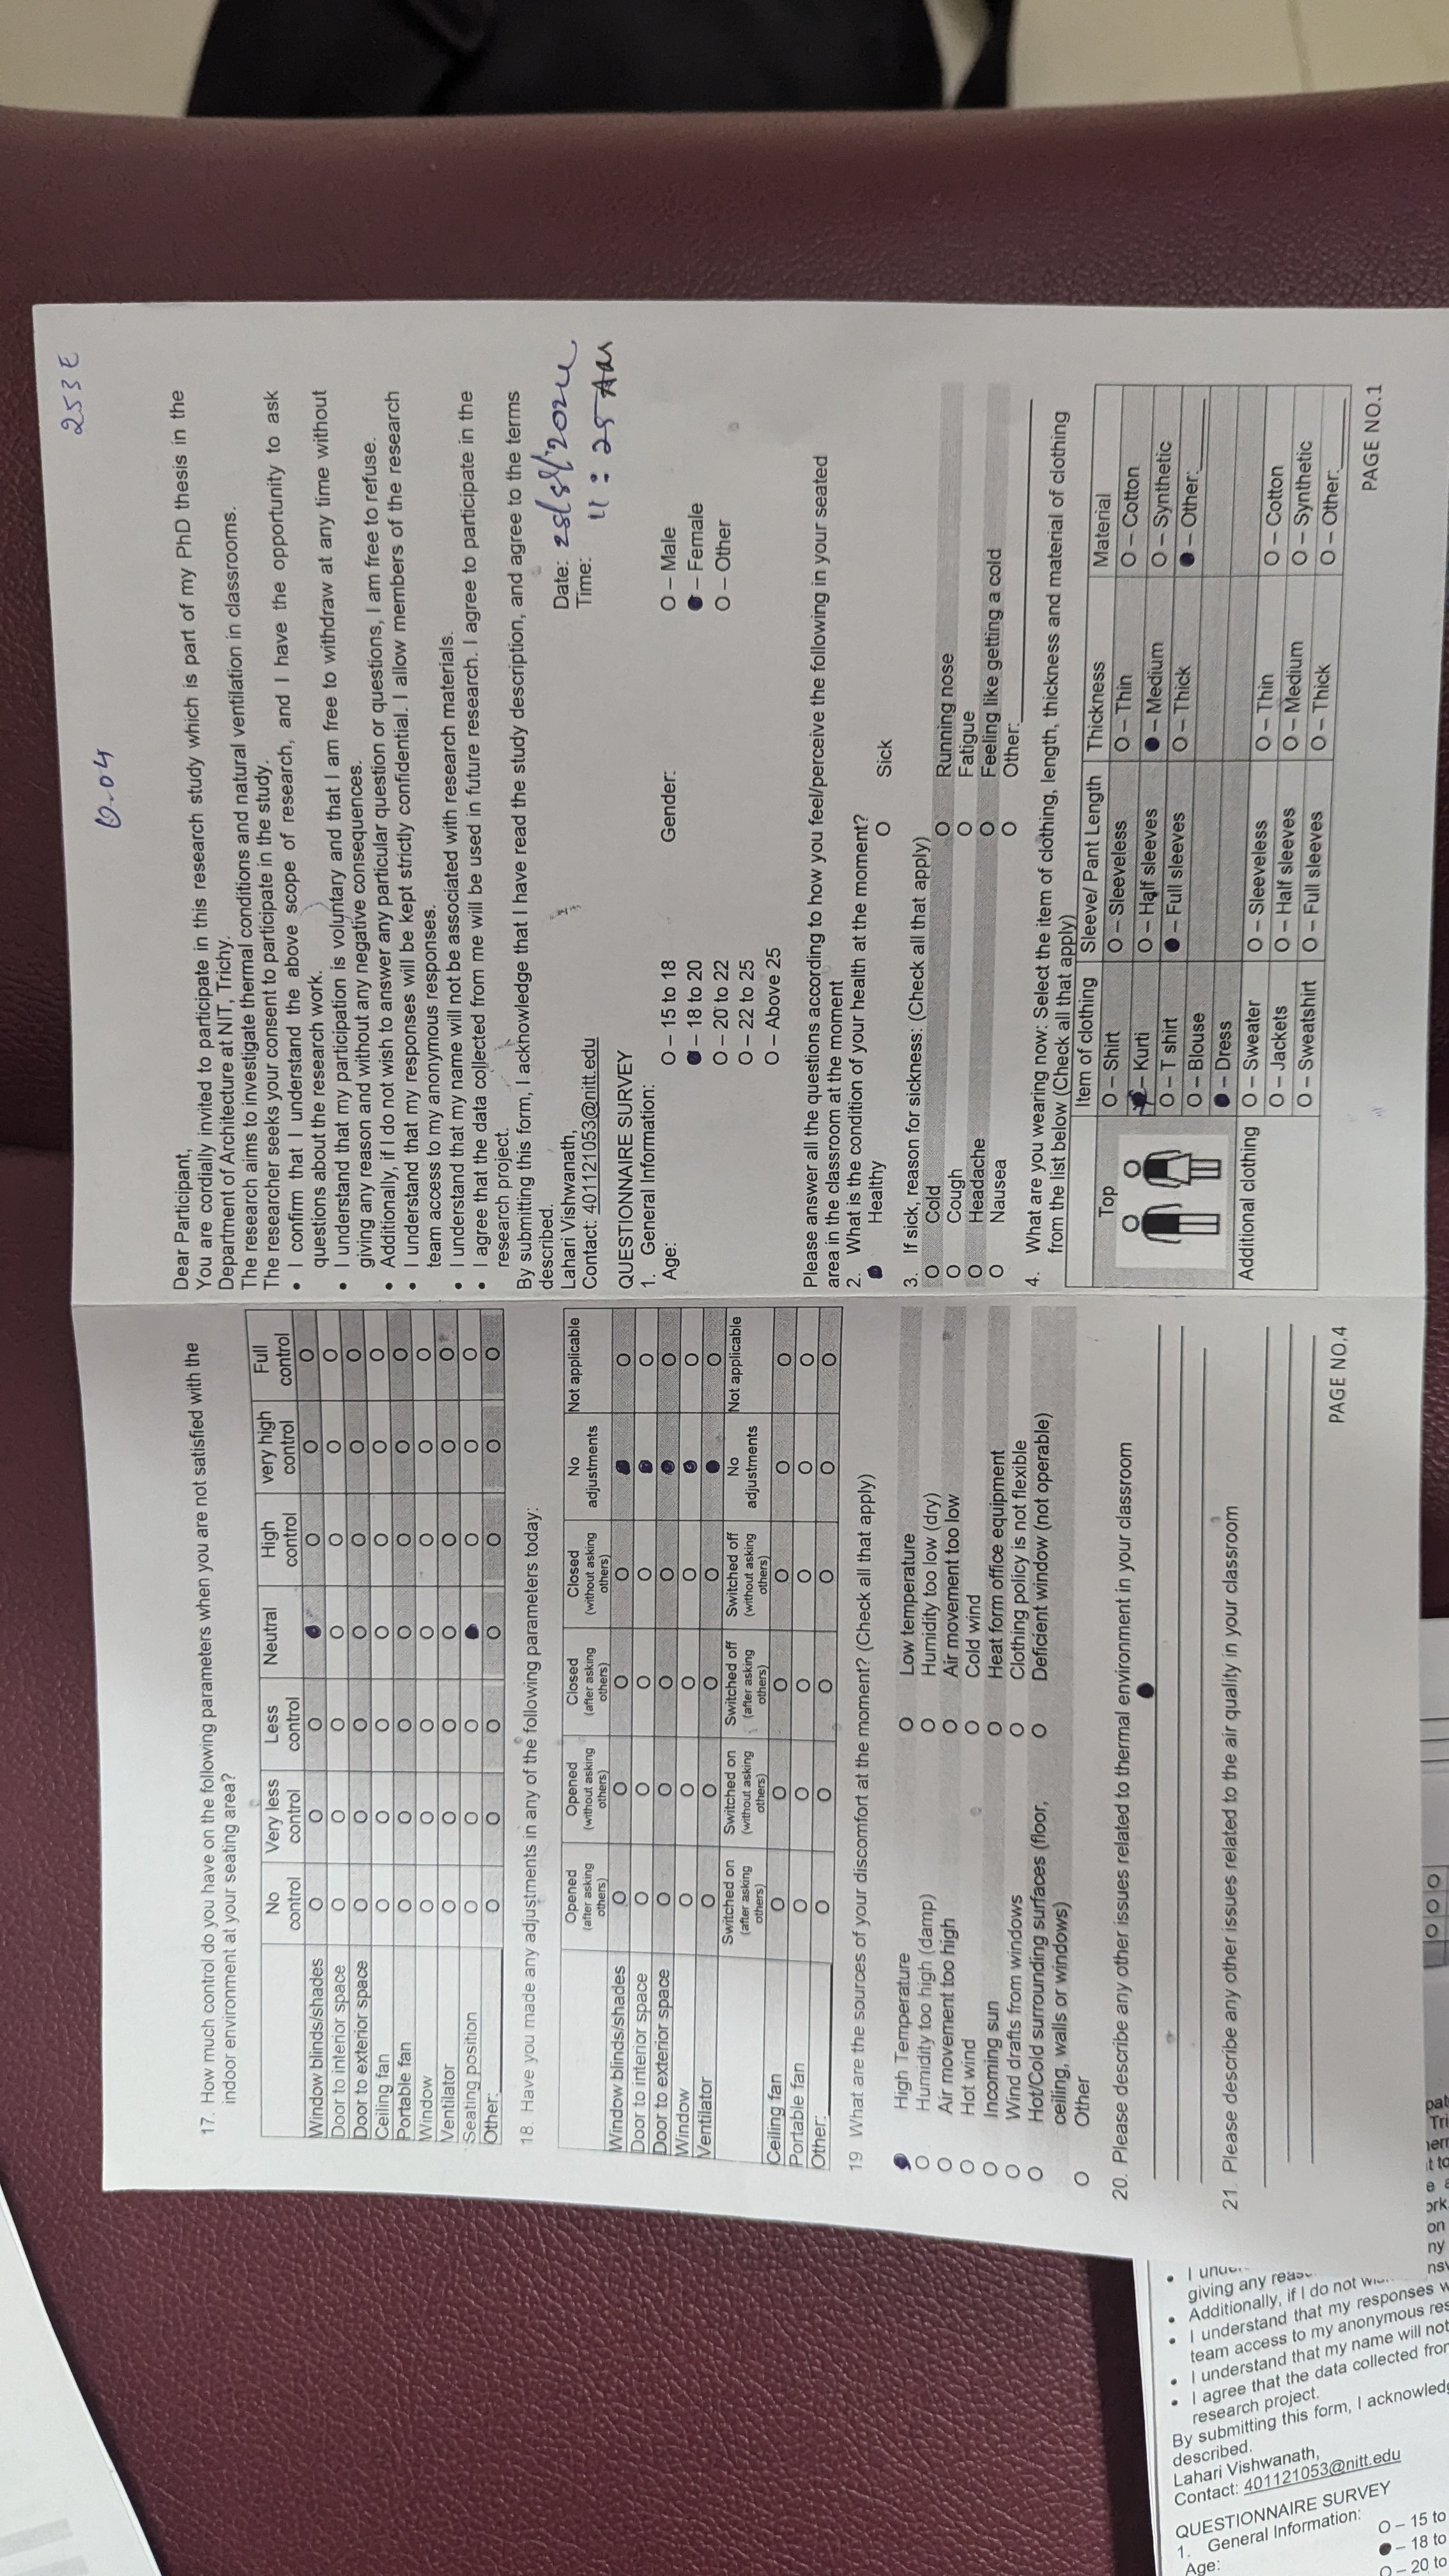 253 E
Dear Participant,
You are cordially invited to participate in this research study which is part of my PhD thesis in the
Department of Architecture at NIT, Trichy.
The research aims to investigate thermal conditions and natural ventilation in classrooms.
The researcher seeks your consent to participate in the study.
• I confirm that I understand the above scope of research, and I have the opportunity to ask
questions about the research work.
• I understand that my participation is voluntary and that I am free to withdraw at any time without
giving any reason and without any negative consequences.
• Additionally, if I do not wish to answer any particular question or questions, I am free to refuse.
• I understand that my responses will be kept strictly confidential. I allow members of the research
team access to my anonymous responses.
• I understand that my name will not be associated with research materials.
• I agree that the data collected from me will be used in future research. I agree to participate in the
research project.
By submitting this form, I acknowledge that I have read the study description, and agree to the terms
described.
Lahari Vishwanath,
Contact: 401121053@nitt.edu
Date:
Time: 11 : 25 AM
QUESTIONNAIRE SURVEY
1. General Information:
Age: O – 15 to 18 Gender: O – Male
● – 18 to 20 ● – Female
O – 20 to 22 O – Other
O – 22 to 25
O – Above 25
Please answer all the questions according to how you feel/perceive the following in your seated
area in the classroom at the moment
2. What is the condition of your health at the moment?
● Healthy O Sick
3. If sick, reason for sickness: (Check all that apply)
O Cold O Running nose
O Cough O Fatigue
O Headache O Feeling like getting a cold
O Nausea O Other:
4. What are you wearing now: Select the item of clothing, length, thickness and material of clothing
from the list below (Check all that apply)
Top Item of clothing Sleeve/ Pant Length Thickness Material
O – Shirt O – Sleeveless O – Thin O – Cotton
– Kurti O – Half sleeves ● – Medium O – Synthetic
O – T shirt ● – Full sleeves O – Thick ● – Other:
O – Blouse
● – Dress
Additional clothing O – Sweater O – Sleeveless O – Thin O – Cotton
O – Jackets O – Half sleeves O – Medium O – Synthetic
O – Sweatshirt O – Full sleeves O – Thick O – Other:
PAGE NO.1
17. How much control do you have on the following parameters when you are not satisfied with the
indoor environment at your seating area?
No control Very less control Less control Neutral High control very high control Full control
Window blinds/shades O O O ● O O O
Door to interior space O O O O O O O
Door to exterior space O O O O O O O
Ceiling fan O O O O O O O
Portable fan O O O O O O O
Window O O O O O O O
Ventilator O O O O O O O
Seating position O O O ● O O O
Other: O O O O O O O
18. Have you made any adjustments in any of the following parameters today:
Opened (after asking others) Opened (without asking others) Closed (after asking others) Closed (without asking others) No adjustments Not applicable
Window blinds/shades O O O O ● O
Door to interior space O O O O ● O
Door to exterior space O O O O ● O
Window O O O O ● O
Ventilator O O O O ● O
Switched on (after asking others) Switched on (without asking others) Switched off (after asking others) Switched off (without asking others) No adjustments Not applicable
Ceiling fan O O O O O O
Portable fan O O O O O O
Other: O O O O O O
19 What are the sources of your discomfort at the moment? (Check all that apply)
● High Temperature O Low temperature
O Humidity too high (damp) O Humidity too low (dry)
O Air movement too high O Air movement too low
O Hot wind O Cold wind
O Incoming sun O Heat form office equipment
O Wind drafts from windows O Clothing policy is not flexible
O Hot/Cold surrounding surfaces (floor, O Deficient window (not operable)
ceiling, walls or windows)
O Other
20. Please describe any other issues related to thermal environment in your classroom
21. Please describe any other issues related to the air quality in your classroom
PAGE NO.4
giving any
• Additionally, if I do not
• I understand that my responses
team access to my anonymous
• I understand that my name will not
• I agree that the data collected from
research project.
By submitting this form, I
described.
Lahari Vishwanath,
Contact: 401121053@nitt.edu
QUESTIONNAIRE SURVEY
1. General Information:
Age: O – 15 to
● – 18 to
O – 20 to